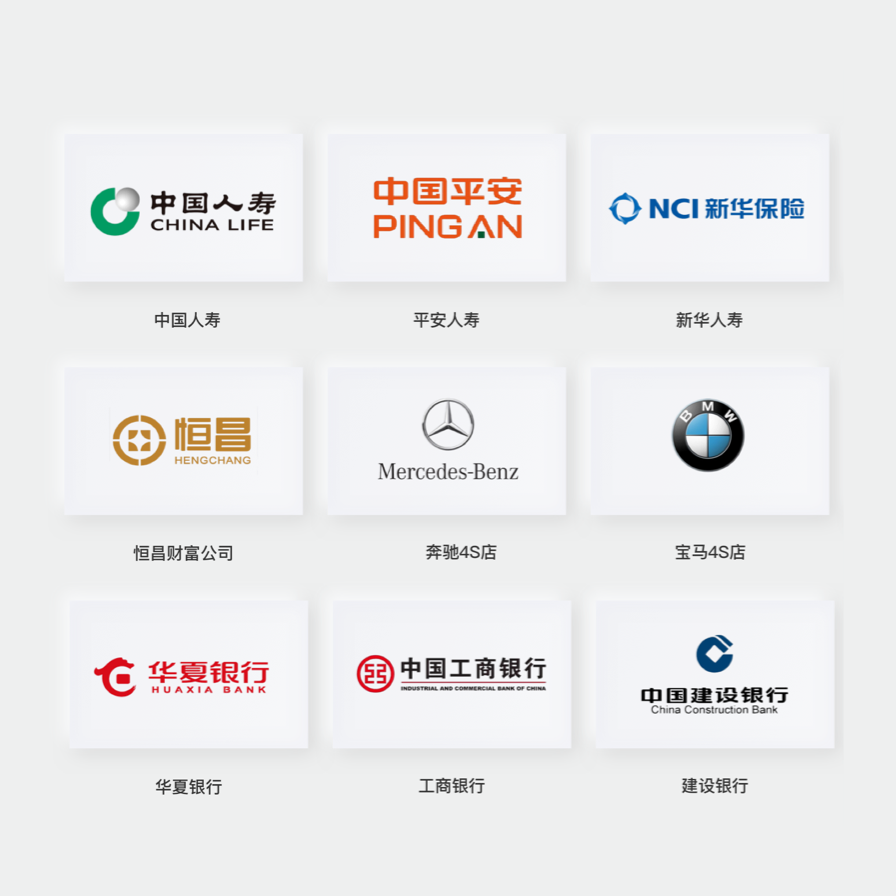 中国人寿
CHINA LIFE
中国平安
PINGAN
NCI 新华保险
中国人寿
平安人寿
新华人寿
恒昌
HENGCHANG
Mercedes-Benz
BMW
恒昌财富公司
奔驰4S店
宝马4S店
华夏银行
HUAXIA BANK
中国工商银行
INDUSTRIAL AND COMMERCIAL BANK OF CHINA
中国建设银行
China Construction Bank
华夏银行
工商银行
建设银行